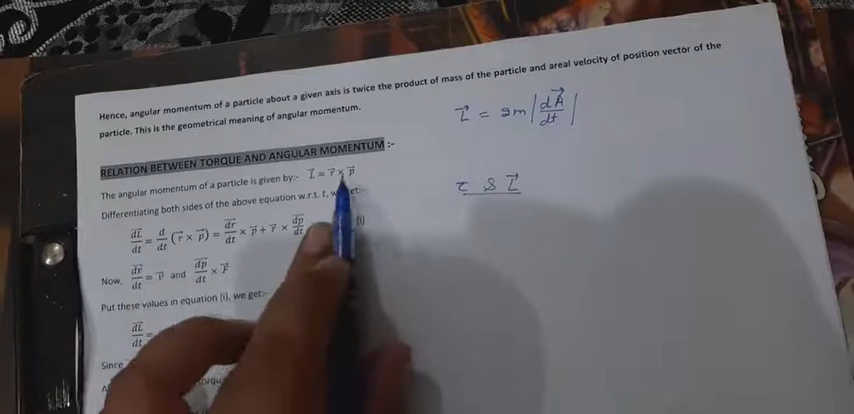 Hence, angular momentum of a particle about a given axis is twice the product of mass of the particle and areal velocity of position vector of the
particle. This is the geometrical meaning of angular momentum.
L⃗ = 2m|dA⃗/dt|
RELATION BETWEEN TORQUE AND ANGULAR MOMENTUM :-
The angular momentum of a particle is given by:- L⃗ = r⃗ × p⃗
τ & L⃗
Differentiating both sides of the above equation w.r.t. t, w et:-
dL⃗/dt = d/dt (r⃗ × p⃗) = dr⃗/dt × p⃗ + r⃗ × dp⃗/dt (i)
Now, dr⃗/dt = v⃗ and dp⃗/dt × r⃗
Put these values in equation (i), we get:-
dL⃗/dt =
Since